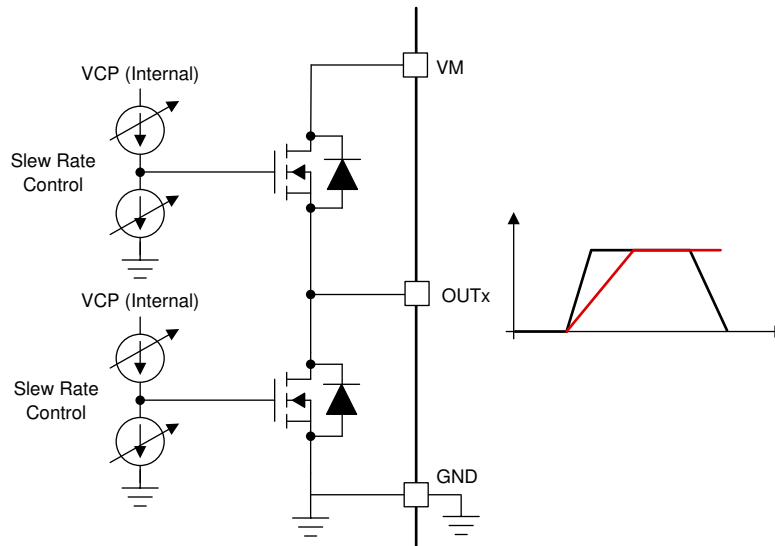 VCP (Internal)
VM
Slew Rate
Control
VCP (Internal)
OUTx
Slew Rate
Control
GND